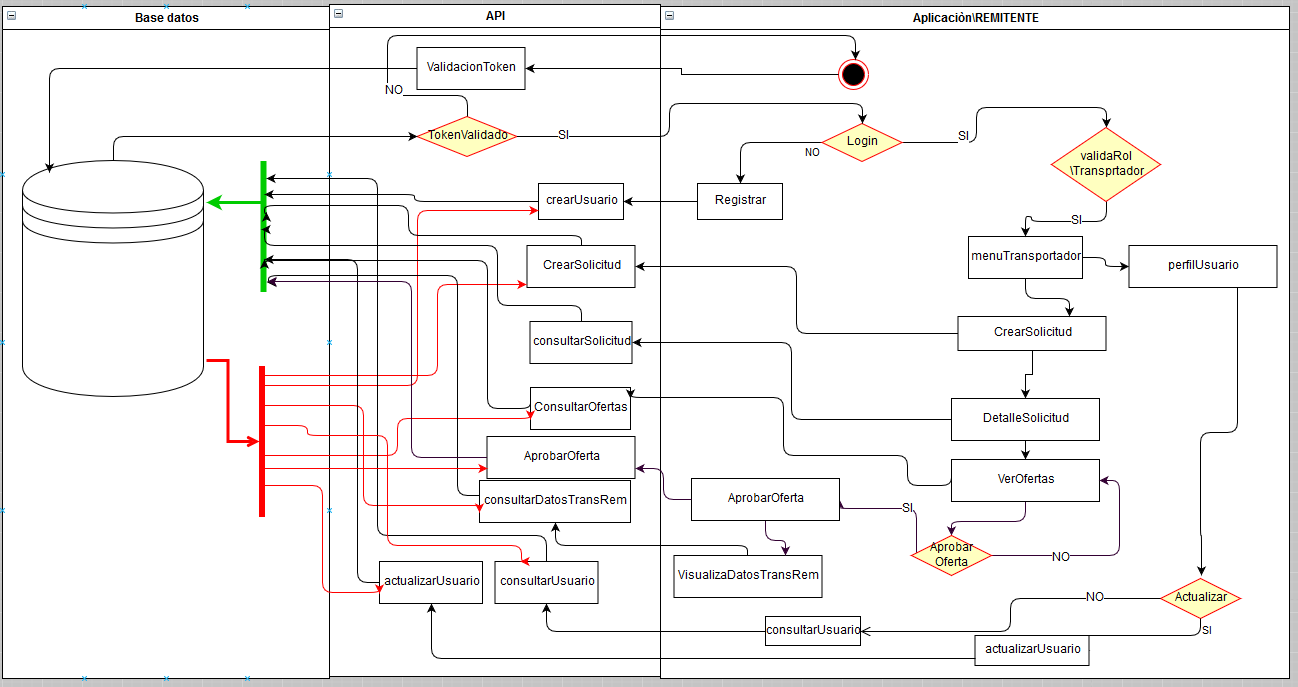 Base datos
API
Aplicaciòn\REMITENTE
ValidacionToken
NO
TokenValidado
SI
Login
SI
NO
validaRol
\Transprtador
SI
crearUsuario
Registrar
CrearSolicitud
menuTransportador
perfilUsuario
consultarSolicitud
CrearSolicitud
ConsultarOfertas
DetalleSolicitud
AprobarOferta
VerOfertas
consultarDatosTransRem
AprobarOferta
SI
Aprobar
Oferta
NO
actualizarUsuario
consultarUsuario
VisualizaDatosTransRem
NO
Actualizar
SI
consultarUsuario
actualizarUsuario